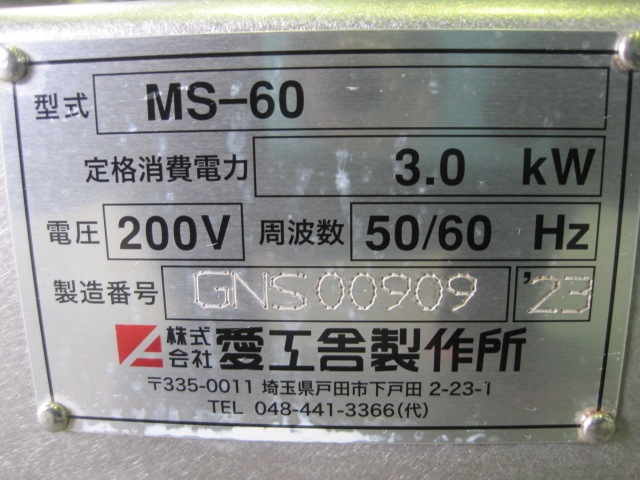 型式 MS-60
定格消費電力 3.0 kW
電圧 200V 周波数 50/60 Hz
製造番号 GNS00909 '23
株式会社 愛工舎製作所
〒335-0011 埼玉県戸田市下戸田 2-23-1
TEL 048-441-3366(代)